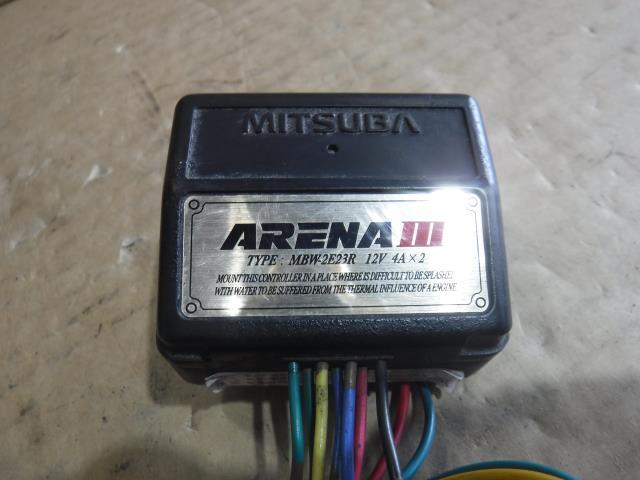 MITSUBA
ARENA III
TYPE : MBW-2E23R 12V 4A×2
MOUNT THIS CONTROLLER IN A PLACE WHERE IS DIFFICULT TO BE SPLASHED
WITH WATER TO BE SUFFERED FROM THE THERMAL INFLUENCE OF A ENGINE